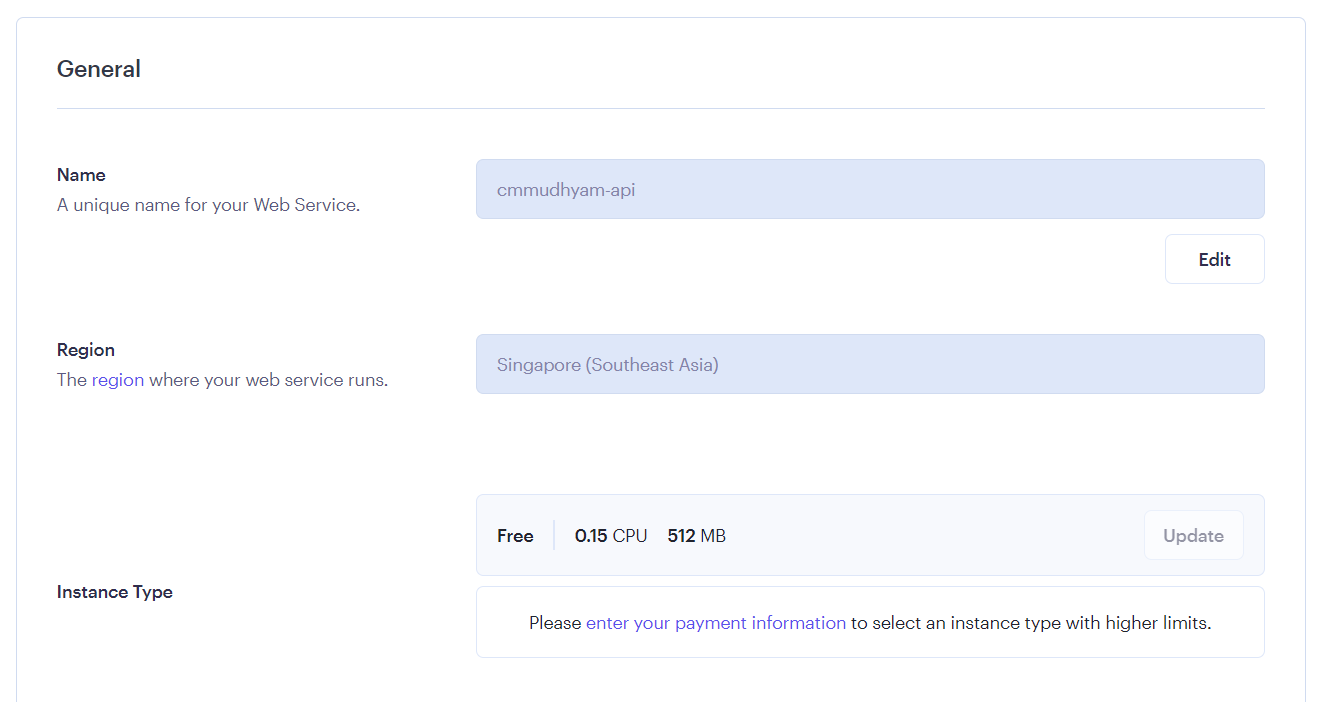 General
Name
A unique name for your Web Service.
cmmudhyam-api
Edit
Region
The region where your web service runs.
Singapore (Southeast Asia)
Instance Type
Free 0.15 CPU 512 MB
Update
Please enter your payment information to select an instance type with higher limits.